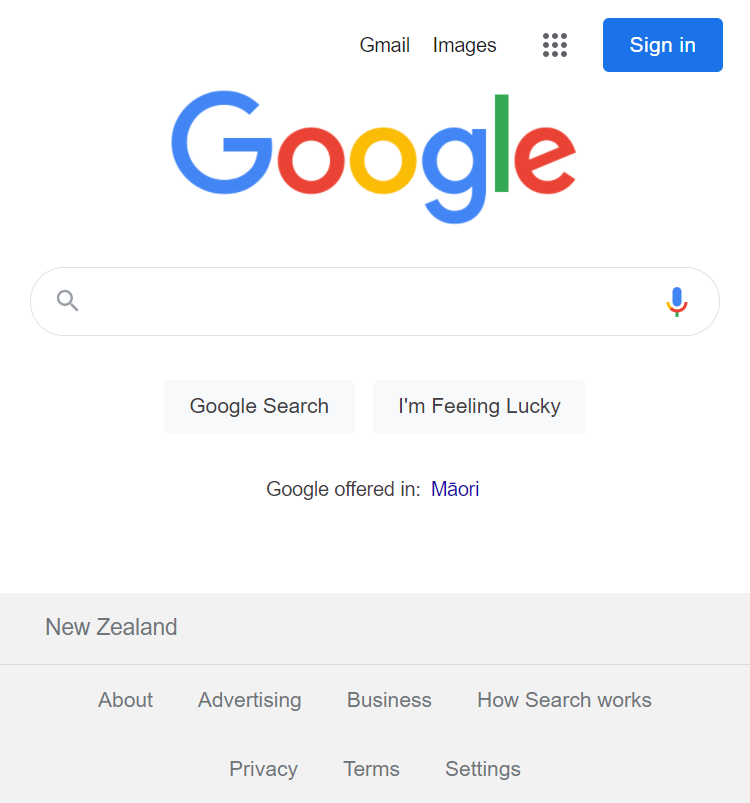 Gmail Images Sign in
Google
Google Search I'm Feeling Lucky
Google offered in: Māori
New Zealand
About Advertising Business How Search works
Privacy Terms Settings